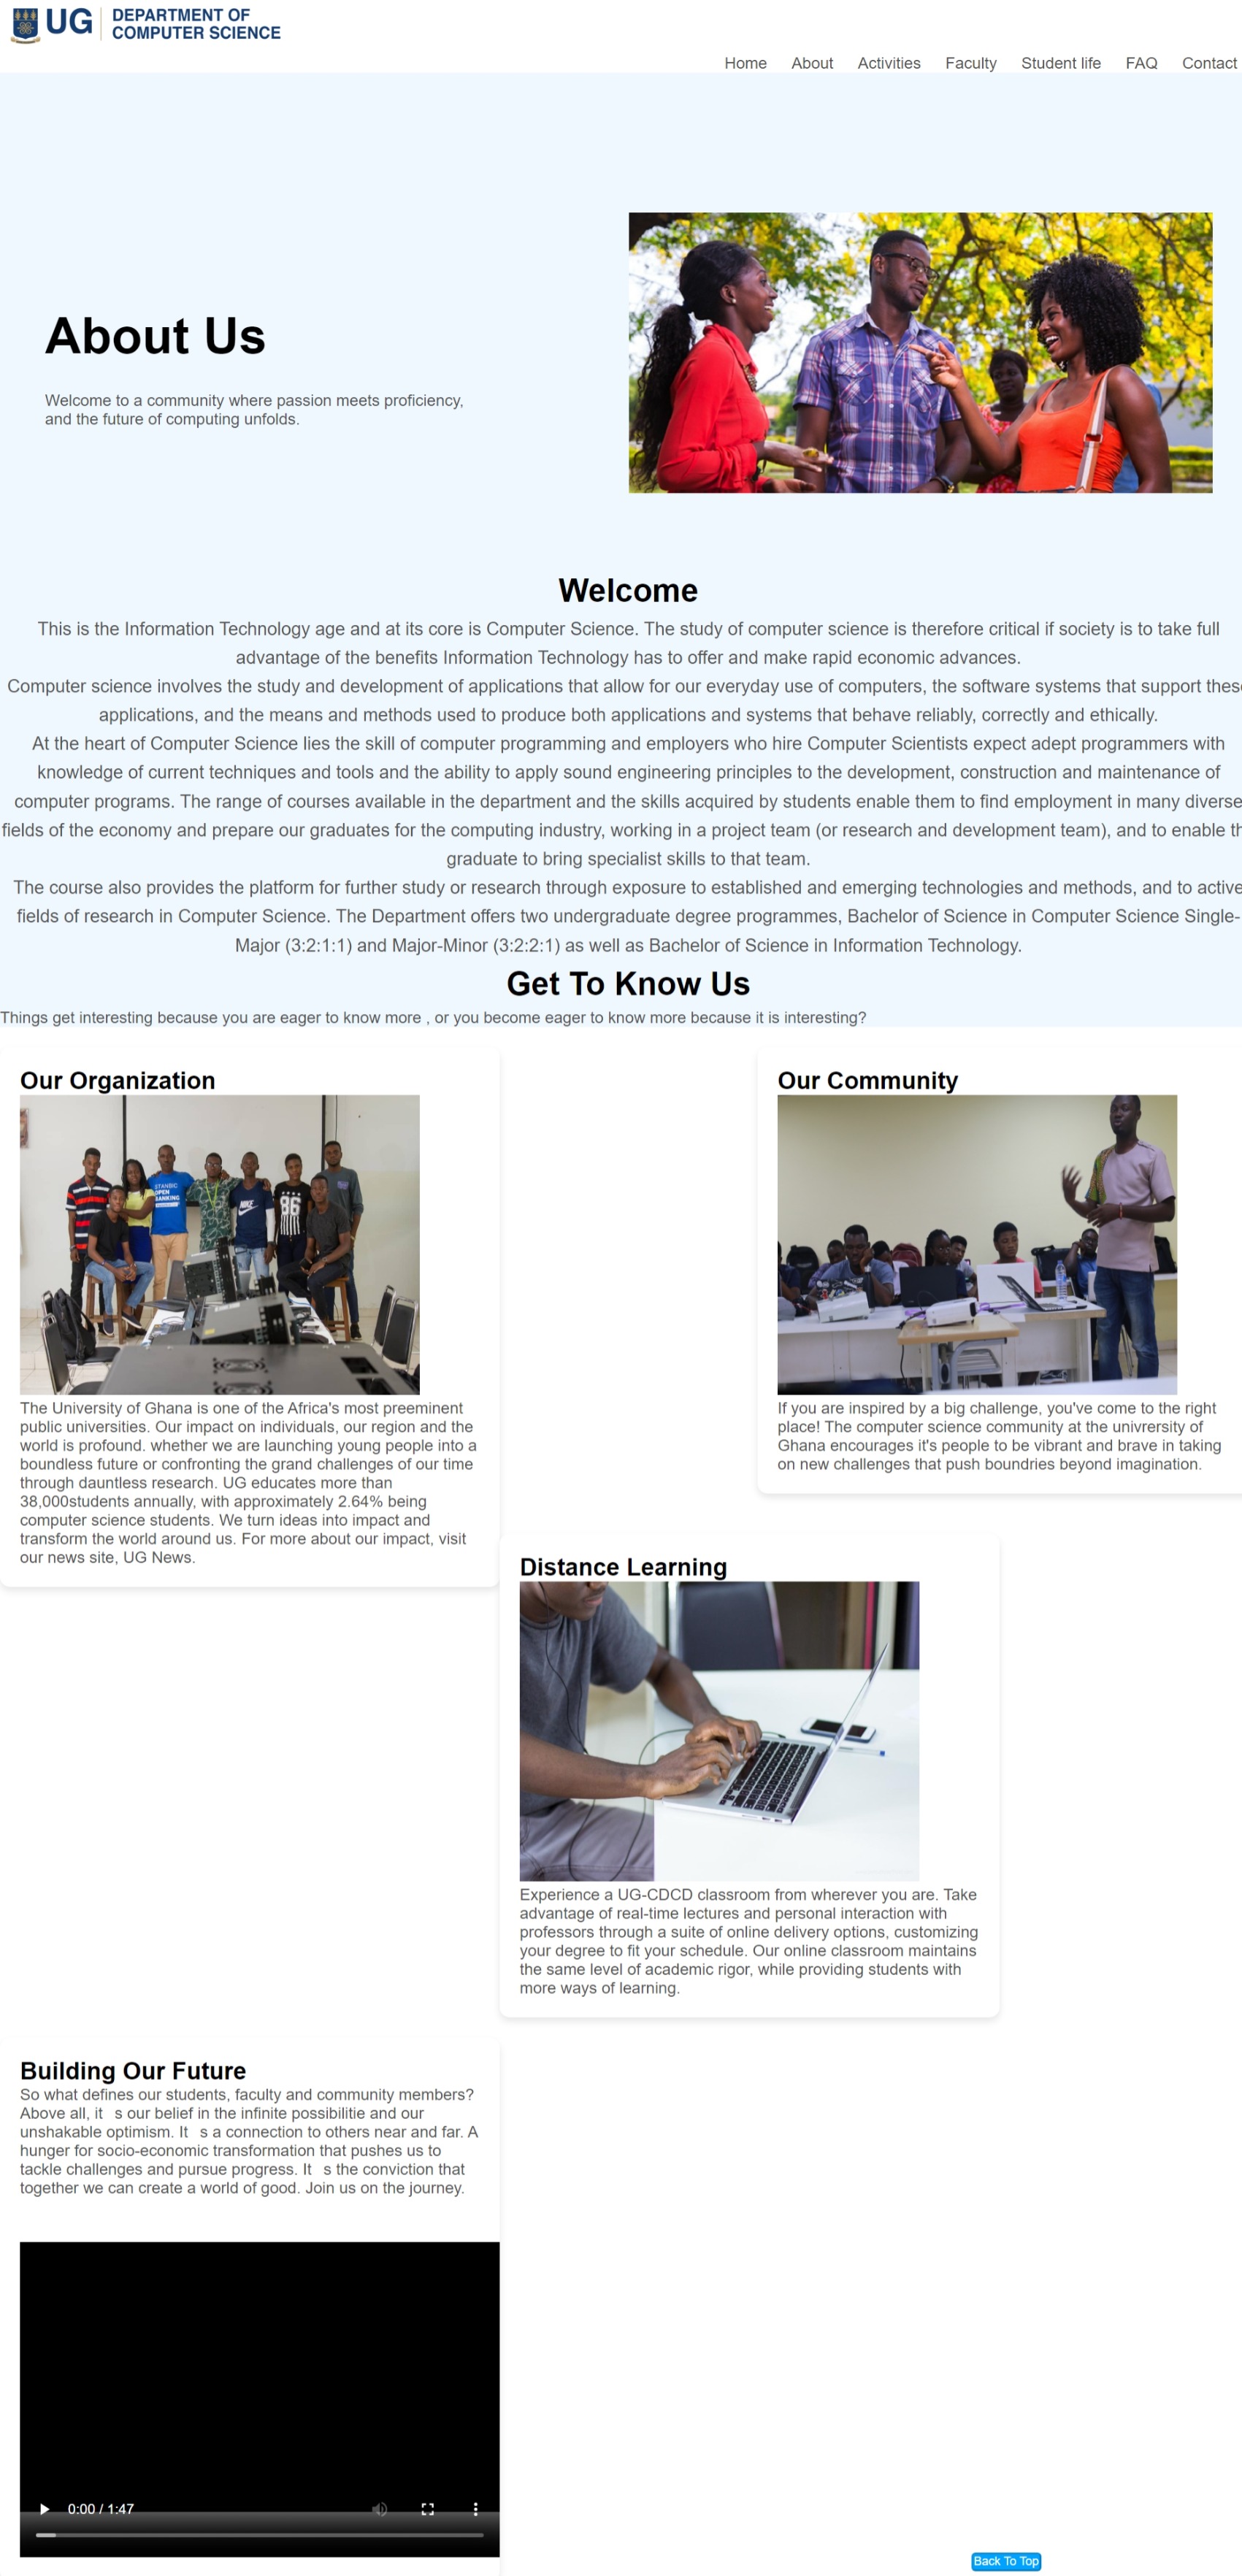 UG
DEPARTMENT OF
COMPUTER SCIENCE
Home About Activities Faculty Student life FAQ Contact
About Us
Welcome to a community where passion meets proficiency,
and the future of computing unfolds.
Welcome
This is the Information Technology age and at its core is Computer Science. The study of computer science is therefore critical if society is to take full
advantage of the benefits Information Technology has to offer and make rapid economic advances.
Computer science involves the study and development of applications that allow for our everyday use of computers, the software systems that support these
applications, and the means and methods used to produce both applications and systems that behave reliably, correctly and ethically.
At the heart of Computer Science lies the skill of computer programming and employers who hire Computer Scientists expect adept programmers with
knowledge of current techniques and tools and the ability to apply sound engineering principles to the development, construction and maintenance of
computer programs. The range of courses available in the department and the skills acquired by students enable them to find employment in many diverse
fields of the economy and prepare our graduates for the computing industry, working in a project team (or research and development team), and to enable th
graduate to bring specialist skills to that team.
The course also provides the platform for further study or research through exposure to established and emerging technologies and methods, and to active
fields of research in Computer Science. The Department offers two undergraduate degree programmes, Bachelor of Science in Computer Science Single-
Major (3:2:1:1) and Major-Minor (3:2:2:1) as well as Bachelor of Science in Information Technology.
Get To Know Us
Things get interesting because you are eager to know more , or you become eager to know more because it is interesting?
Our Organization
STANBIC
OPEN
BANKING
NIKE
86
The University of Ghana is one of the Africa's most preeminent
public universities. Our impact on individuals, our region and the
world is profound. whether we are launching young people into a
boundless future or confronting the grand challenges of our time
through dauntless research. UG educates more than
38,000students annually, with approximately 2.64% being
computer science students. We turn ideas into impact and
transform the world around us. For more about our impact, visit
our news site, UG News.
Our Community
If you are inspired by a big challenge, you've come to the right
place! The computer science community at the univrersity of
Ghana encourages it's people to be vibrant and brave in taking
on new challenges that push boundries beyond imagination.
Distance Learning
Experience a UG-CDCD classroom from wherever you are. Take
advantage of real-time lectures and personal interaction with
professors through a suite of online delivery options, customizing
your degree to fit your schedule. Our online classroom maintains
the same level of academic rigor, while providing students with
more ways of learning.
Building Our Future
So what defines our students, faculty and community members?
Above all, it s our belief in the infinite possibilitie and our
unshakable optimism. It s a connection to others near and far. A
hunger for socio-economic transformation that pushes us to
tackle challenges and pursue progress. It s the conviction that
together we can create a world of good. Join us on the journey.
0:00 / 1:47
Back To Top